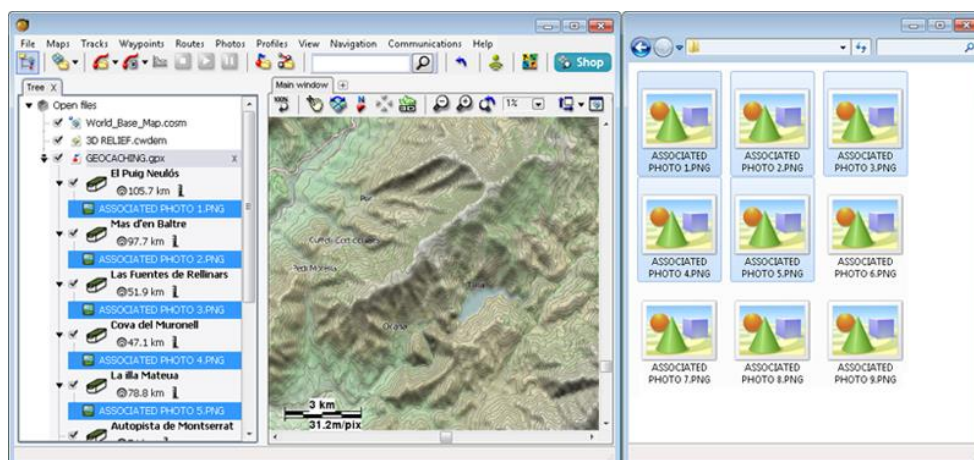 File Maps Tracks Waypoints Routes Photos Profiles View Navigation Communications Help
Shop
Tree X
Main window
100%
1%
Open files
World_Base_Map.cosm
3D RELIEF.cwdem
GEOCACHING.gpx x
El Puig Neulós
105.7 km
ASSOCIATED PHOTO 1.PNG
Mas d'en Baltre
97.7 km
ASSOCIATED PHOTO 2.PNG
Las Fuentes de Rellinars
51.9 km
ASSOCIATED PHOTO 3.PNG
Cova del Muronell
47.1 km
ASSOCIATED PHOTO 4.PNG
La illa Mateua
78.8 km
ASSOCIATED PHOTO 5.PNG
Autopista de Montserrat
3 km
31.2m/pix
ASSOCIATED
PHOTO 1.PNG
ASSOCIATED
PHOTO 2.PNG
ASSOCIATED
PHOTO 3.PNG
ASSOCIATED
PHOTO 4.PNG
ASSOCIATED
PHOTO 5.PNG
ASSOCIATED
PHOTO 6.PNG
ASSOCIATED
PHOTO 7.PNG
ASSOCIATED
PHOTO 8.PNG
ASSOCIATED
PHOTO 9.PNG